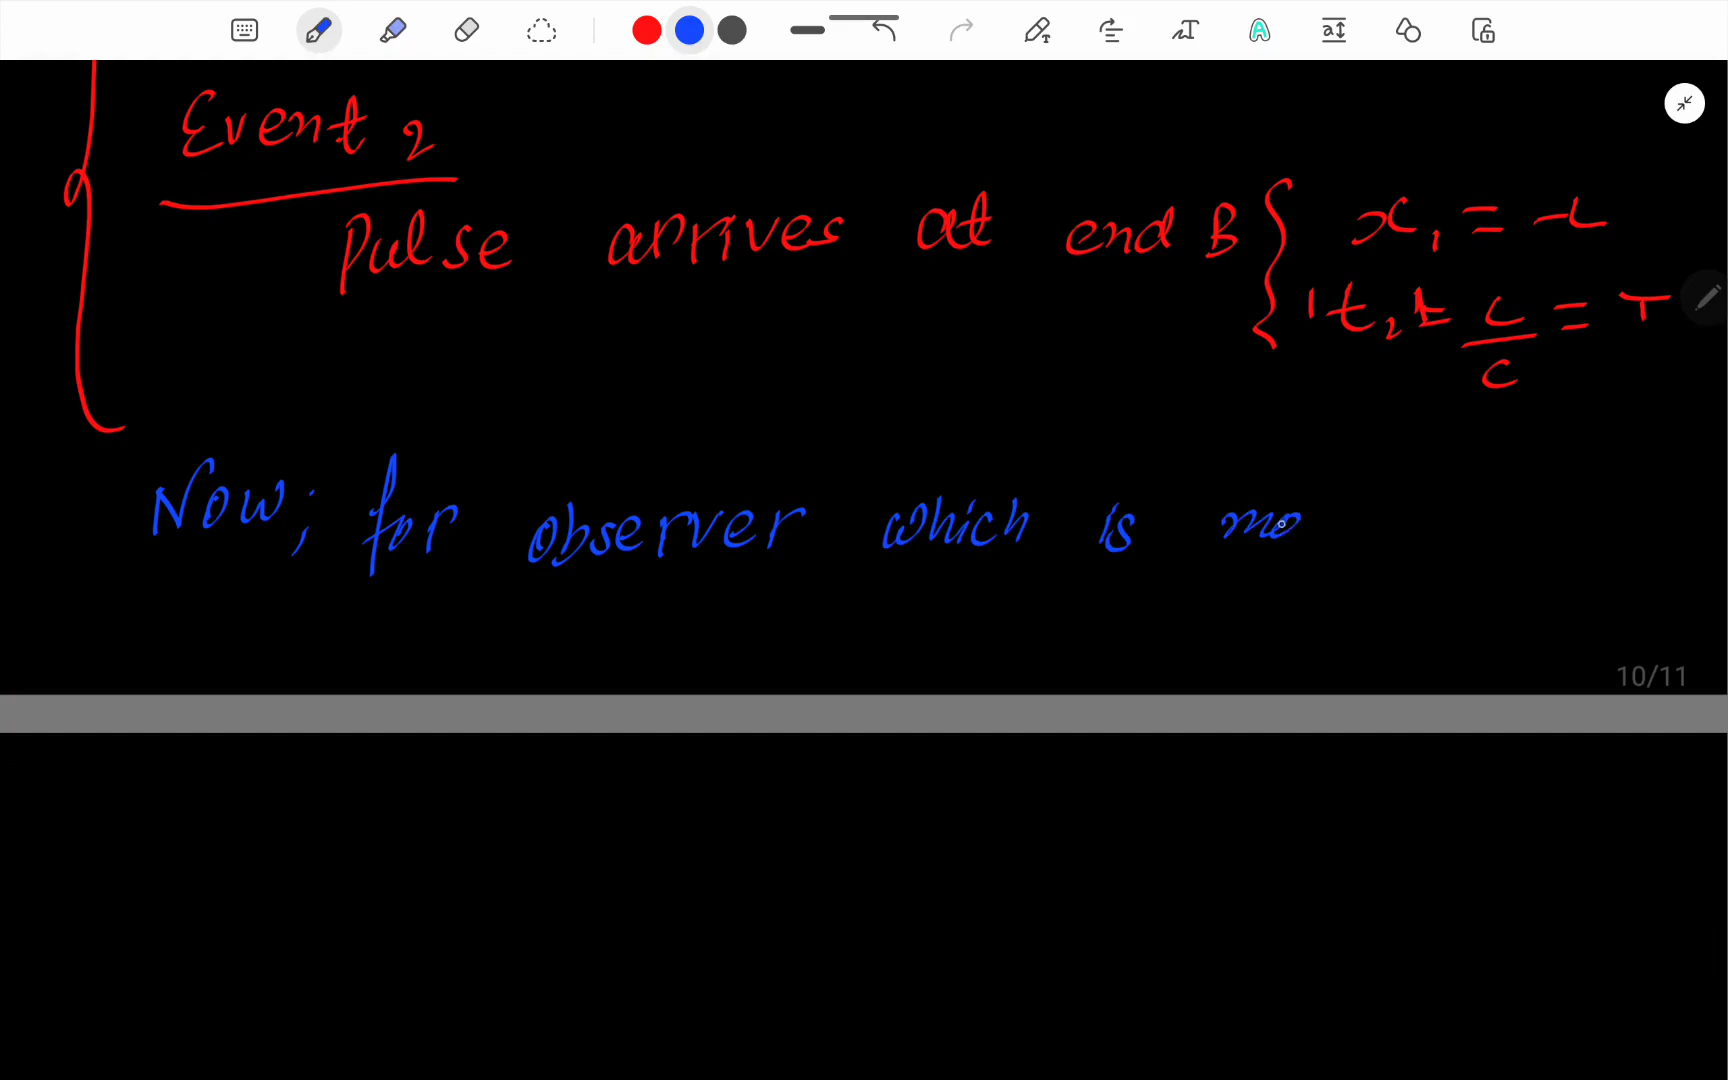 Event 2
Pulse arrives at end B { x₁ = -L
t₂ = L/c = T
Now; for observer which is mo
10/11